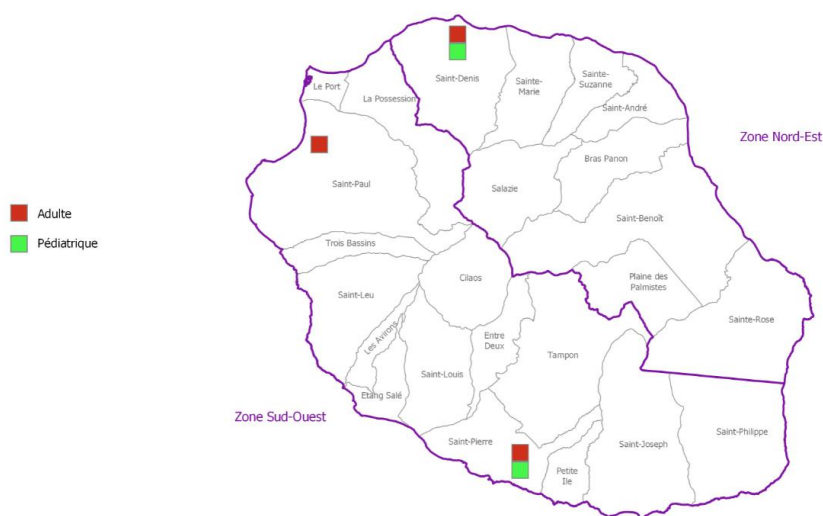 Saint-Denis
Sainte-
Marie
Sainte-
Suzanne
Saint-André
Le Port
La Possession
Zone Nord-Est
Bras Panon
Saint-Paul
Salazie
Adulte
Saint-Benoît
Pédiatrique
Trois Bassins
Cilaos
Plaine des
Palmistes
Saint-Leu
Sainte-Rose
Les Avirons
Entre
Deux
Tampon
Saint-Louis
Etang Salé
Zone Sud-Ouest
Saint-Pierre
Saint-Joseph
Saint-Philippe
Petite
Ile